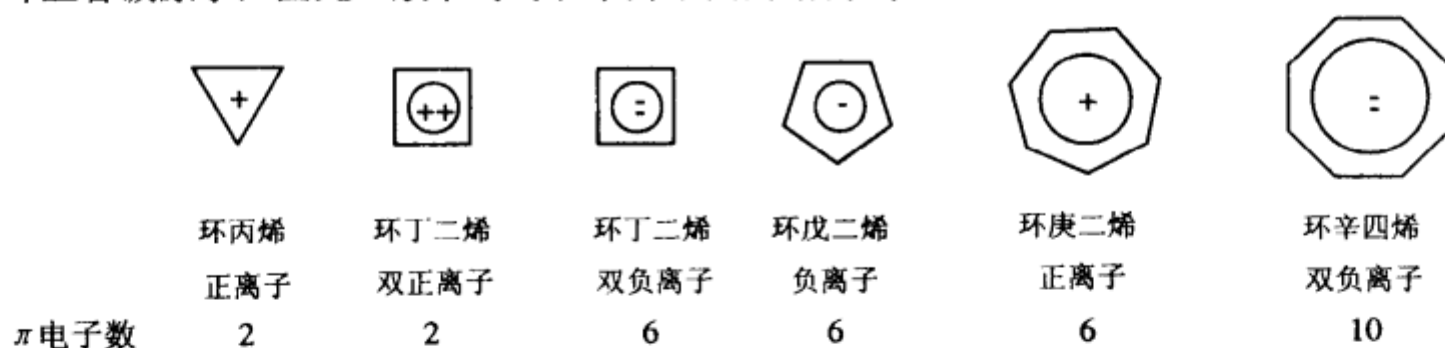 + ++ = - + =
环丙烯 环丁二烯 环丁二烯 环戊二烯 环庚二烯 环辛四烯
正离子 双正离子 双负离子 负离子 正离子 双负离子
π电子数 2 2 6 6 6 10